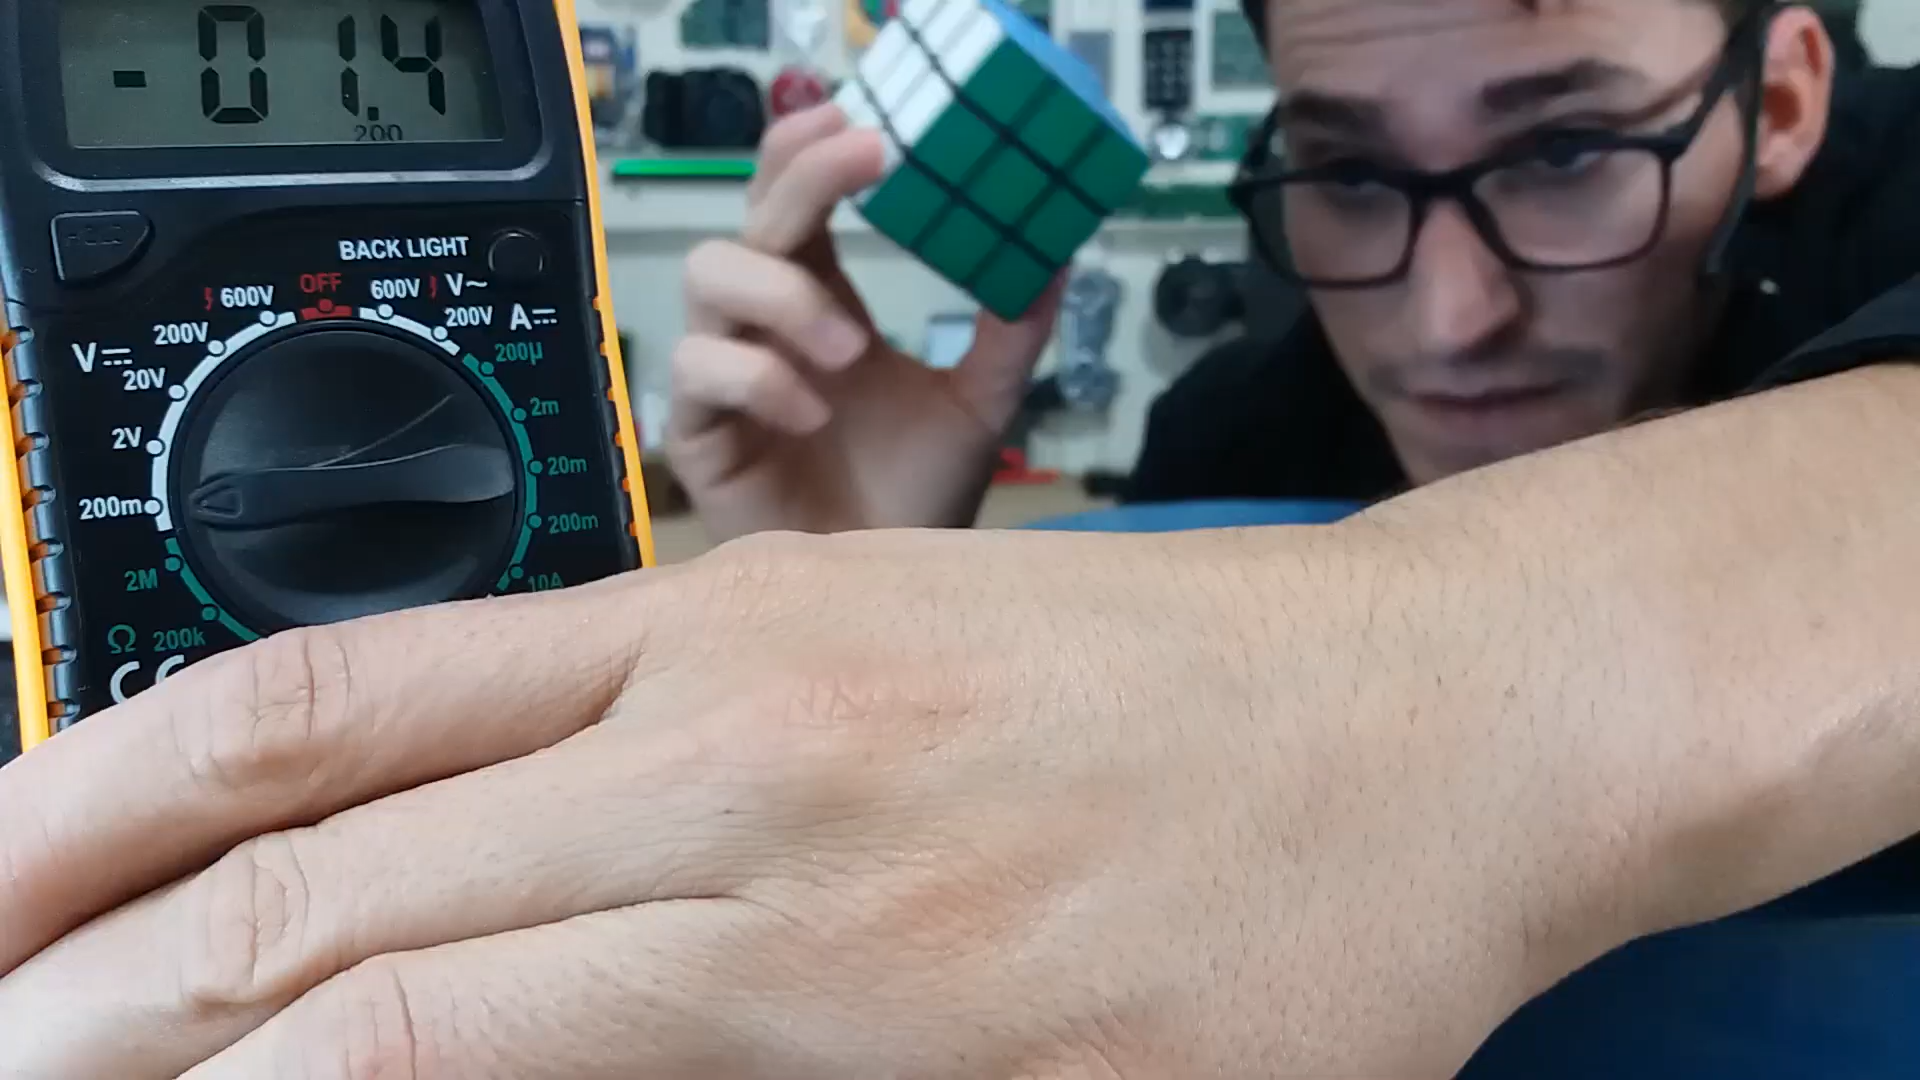 -01.4
200
HOLD
BACK LIGHT
600V OFF 600V V~
200V 200V A
V 200µ
20V 2m
2V 20m
200m 200m
2M 10A
Ω 200k
CE